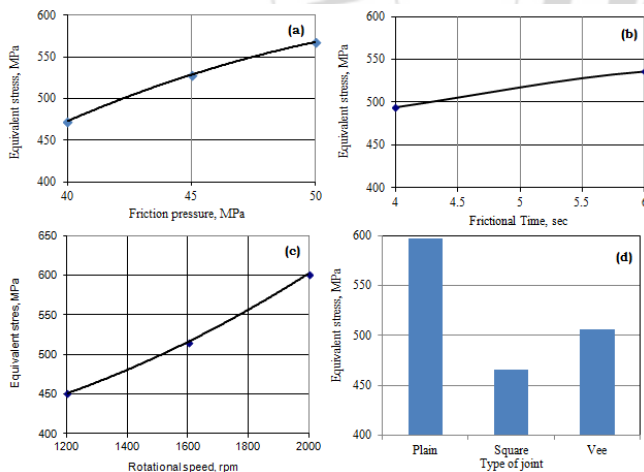 (a)
Equivalent stress, MPa
600
550
500
450
400
40
45
50
Friction pressure, MPa
(b)
Equivalent stress, MPa
600
550
500
450
400
4
4.5
5
5.5
6
Frictional Time, sec
(c)
Equivalent stres, MPa
650
600
550
500
450
400
1200
1400
1600
1800
2000
Rotational speed, rpm
(d)
Equivalent stress, MPa
600
550
500
450
400
Plain
Square
Vee
Type of joint